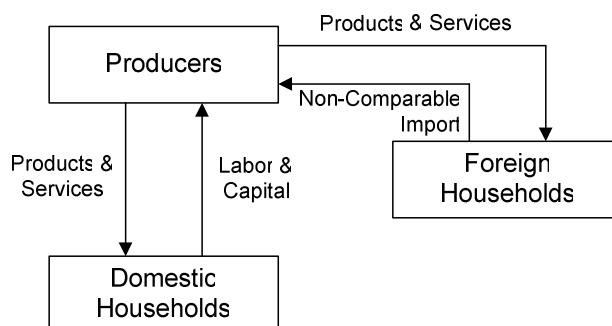 Products & Services
Producers
Non-Comparable
Import
Products &
Services
Labor &
Capital
Foreign
Households
Domestic
Households